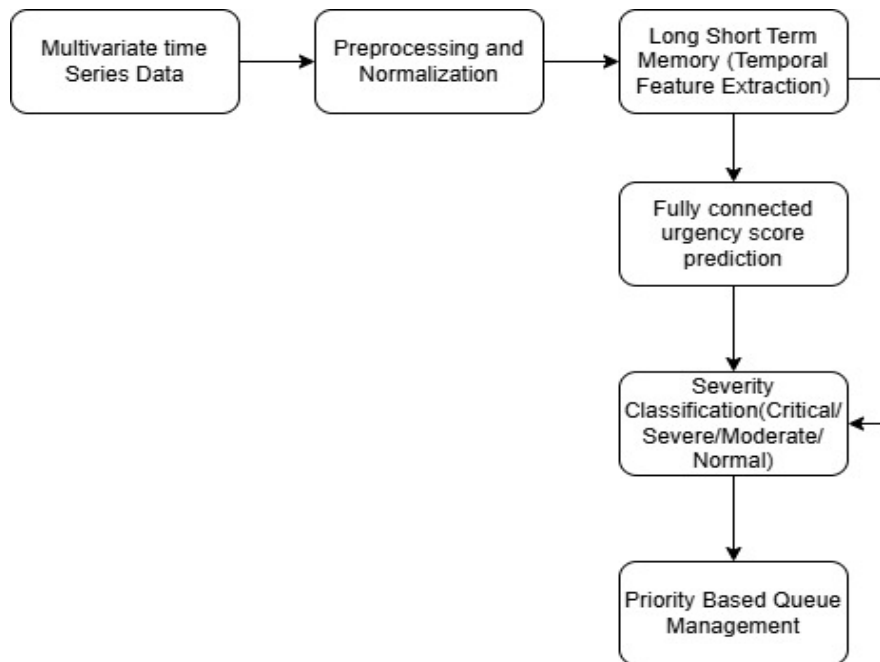 Multivariate time
Series Data
Preprocessing and
Normalization
Long Short Term
Memory (Temporal
Feature Extraction)
Fully connected
urgency score
prediction
Severity
Classification(Critical/
Severe/Moderate/
Normal)
Priority Based Queue
Management